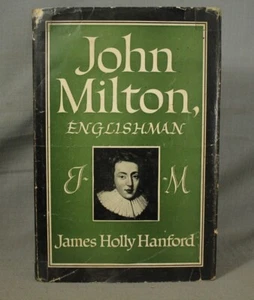 John
Milton,
ENGLISHMAN
J · M
James Holly Hanford